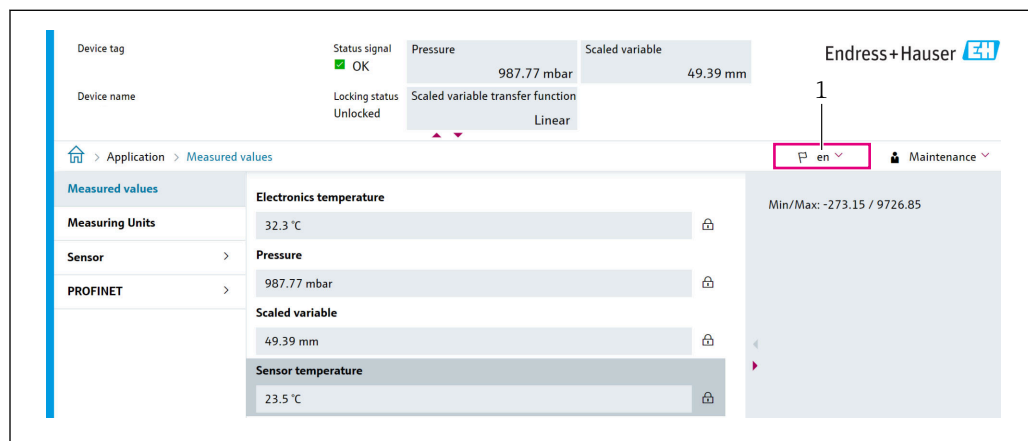 Device tag
Status signal
OK
Pressure
987.77 mbar
Scaled variable
49.39 mm
Endress+Hauser EH
Device name
Locking status
Unlocked
Scaled variable transfer function
Linear
1
> Application > Measured values
en
Maintenance
Measured values
Measuring Units
Sensor >
PROFINET >
Electronics temperature
32.3 °C
Pressure
987.77 mbar
Scaled variable
49.39 mm
Sensor temperature
23.5 °C
Min/Max: -273.15 / 9726.85